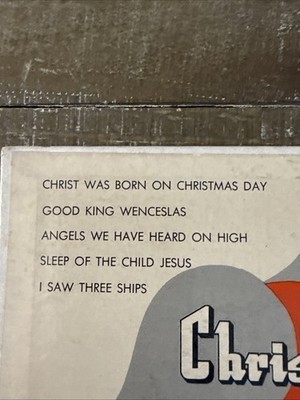 CHRIST WAS BORN ON CHRISTMAS DAY
GOOD KING WENCESLAS
ANGELS WE HAVE HEARD ON HIGH
SLEEP OF THE CHILD JESUS
I SAW THREE SHIPS
Chris